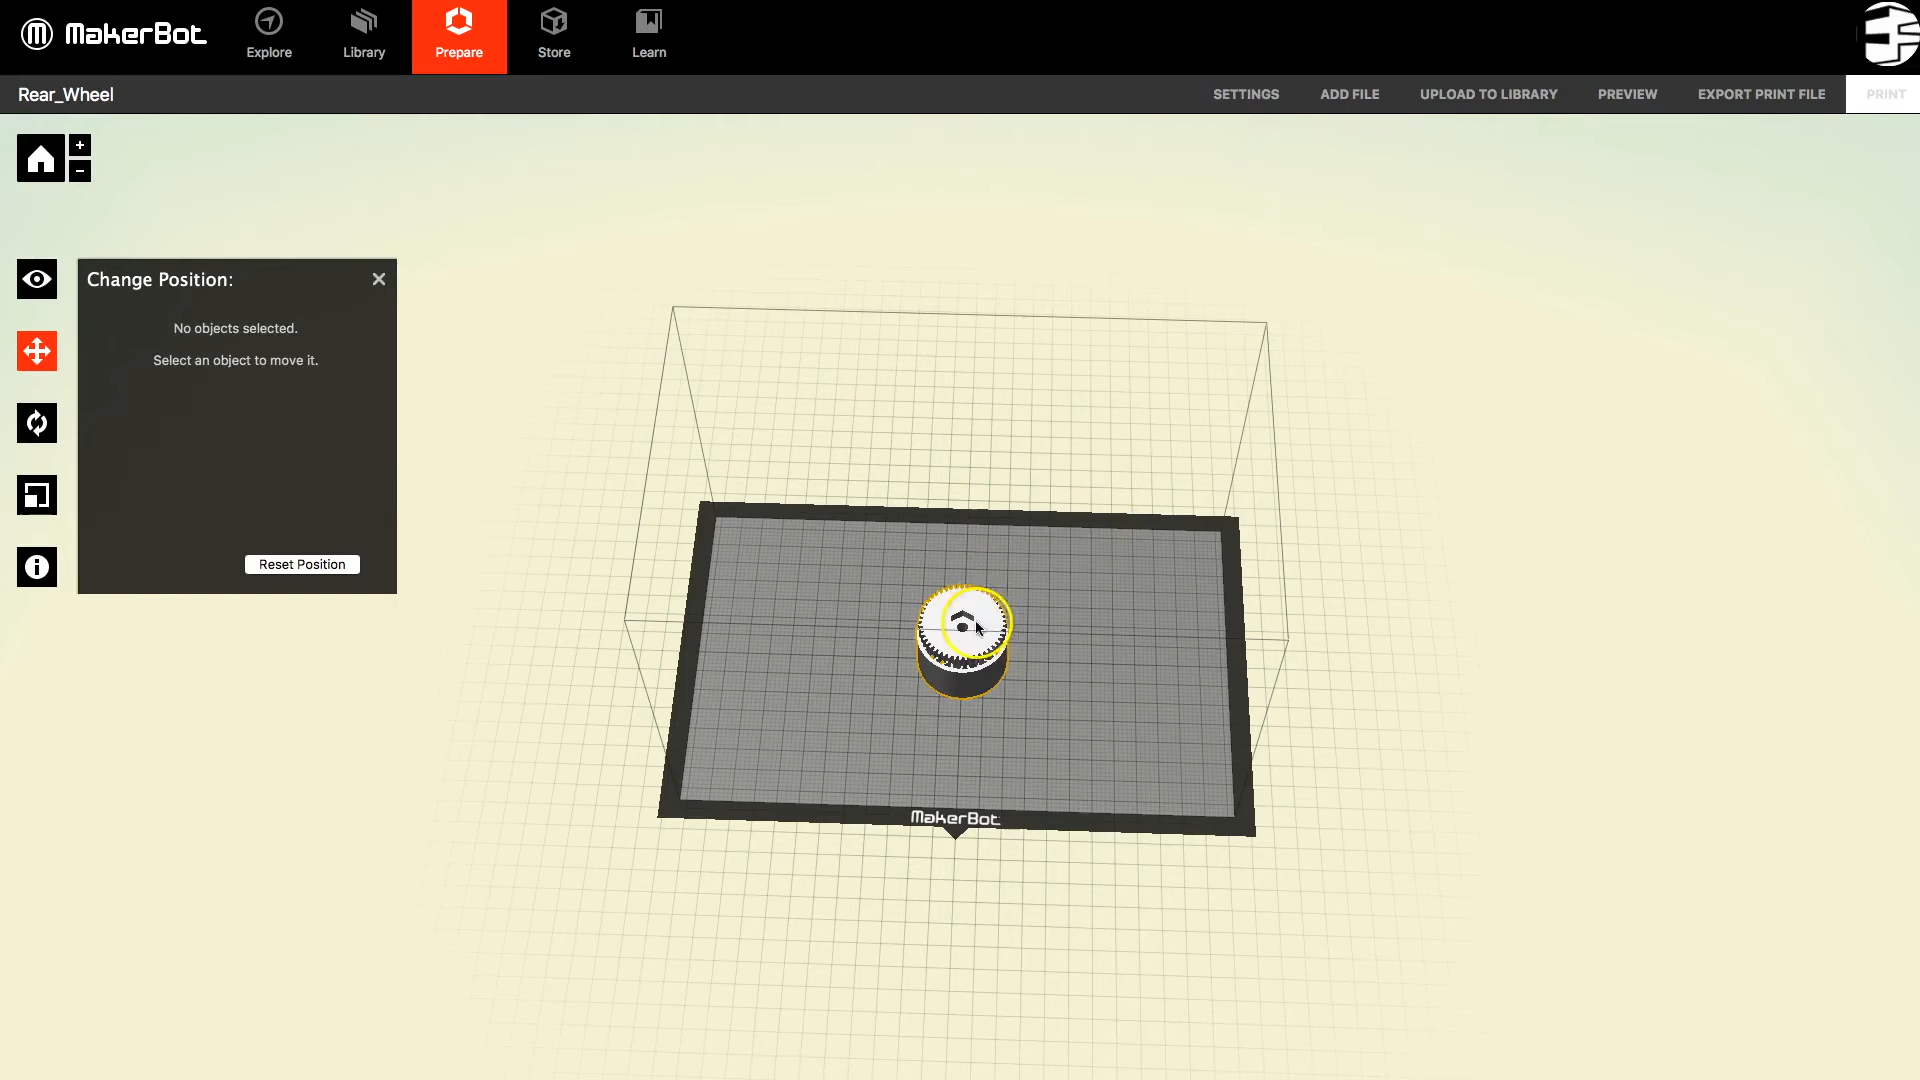 MakerBot
Explore
Library
Prepare
Store
Learn
Rear_Wheel
SETTINGS
ADD FILE
UPLOAD TO LIBRARY
PREVIEW
EXPORT PRINT FILE
PRINT
+
-
Change Position:
No objects selected.
Select an object to move it.
Reset Position
MakerBot